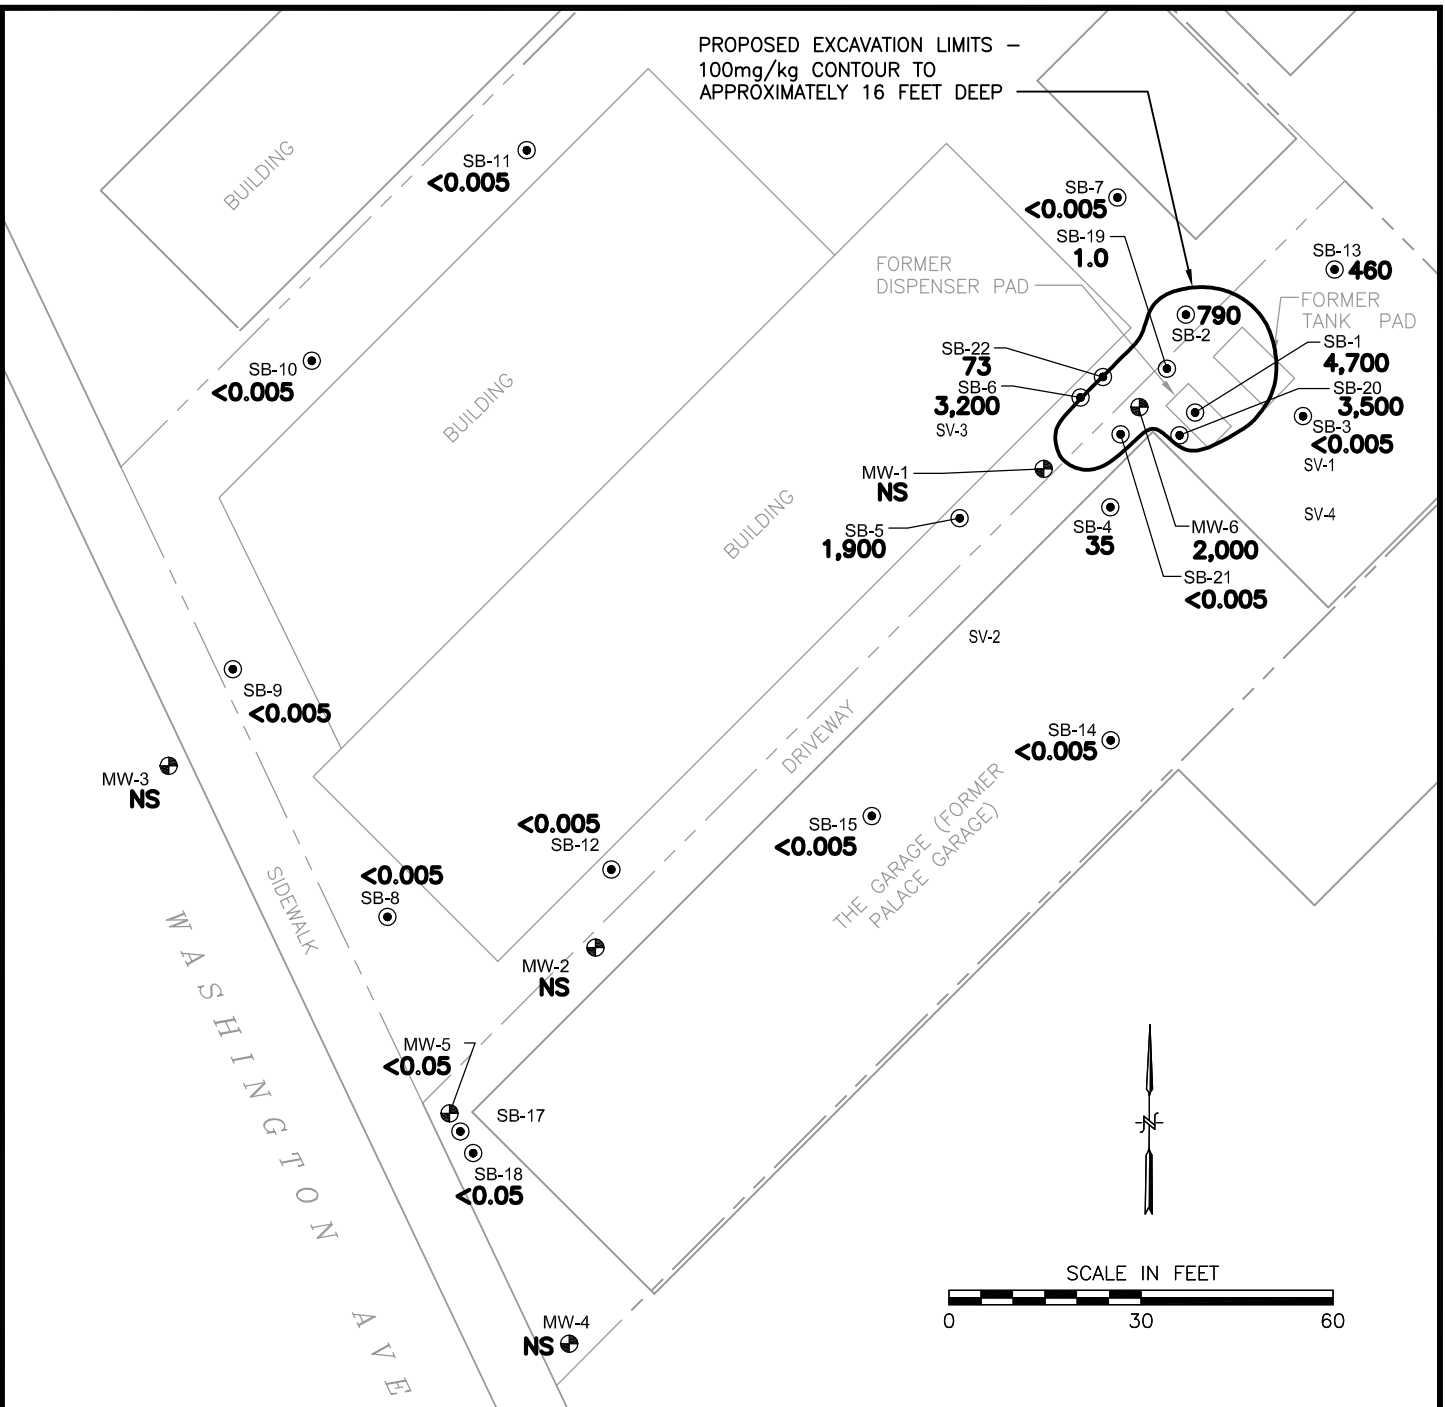 PROPOSED EXCAVATION LIMITS –
100mg/kg CONTOUR TO
APPROXIMATELY 16 FEET DEEP
BUILDING
SB-11
<0.005
SB-7
<0.005
SB-19
1.0
SB-13
460
FORMER
DISPENSER PAD
FORMER
TANK PAD
790
SB-2
SB-1
4,700
SB-22
73
SB-6
3,200
SV-3
SB-20
3,500
SB-3
<0.005
SV-1
SV-4
SB-10
<0.005
BUILDING
MW-1
NS
BUILDING
SB-5
1,900
SB-4
35
MW-6
2,000
SB-21
<0.005
SV-2
SB-9
<0.005
DRIVEWAY
SB-14
<0.005
MW-3
NS
<0.005
SB-12
SB-15
<0.005
THE GARAGE (FORMER
PALACE GARAGE)
<0.005
SB-8
SIDEWALK
MW-2
NS
WASHINGTON AVE
MW-5
<0.05
SB-17
SB-18
<0.05
N
SCALE IN FEET
0 30 60
MW-4
NS